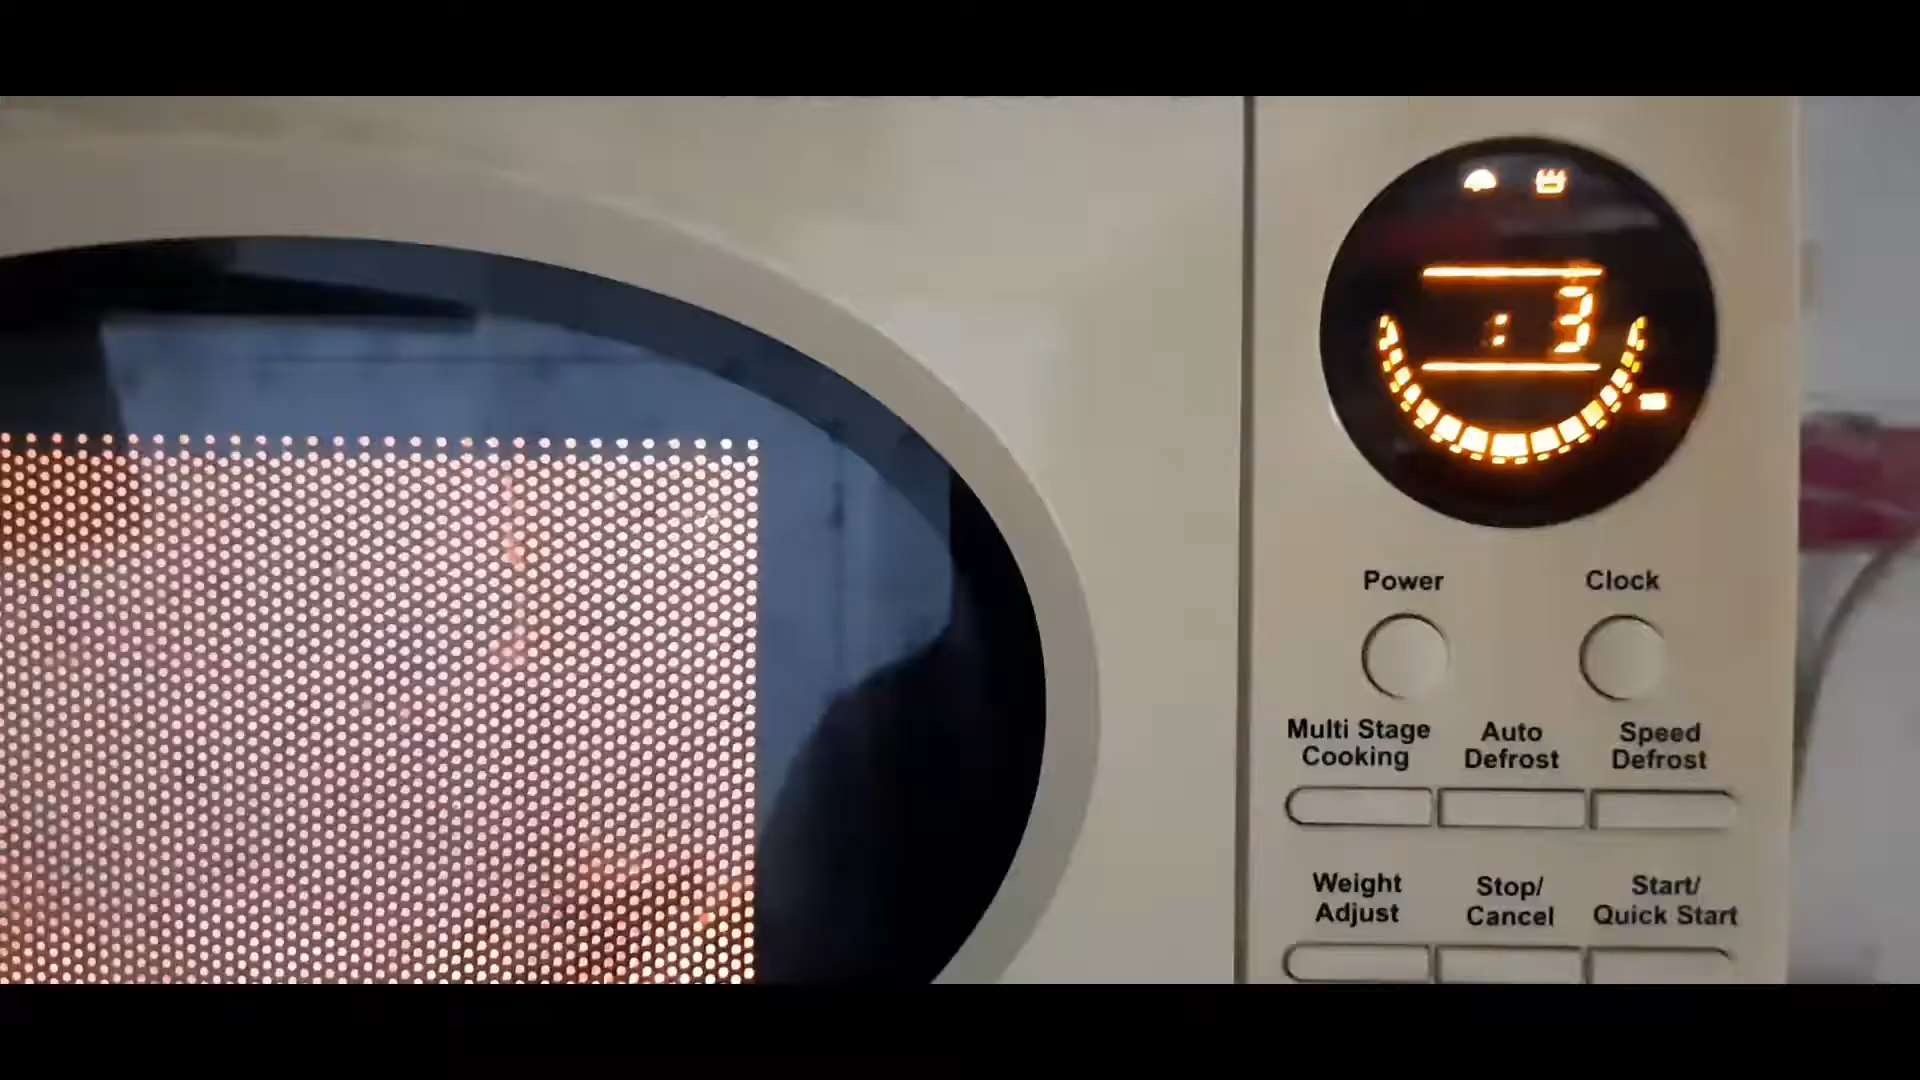 : 3
Power Clock
Multi Stage Auto Speed
Cooking Defrost Defrost
Weight Stop/ Start/
Adjust Cancel Quick Start